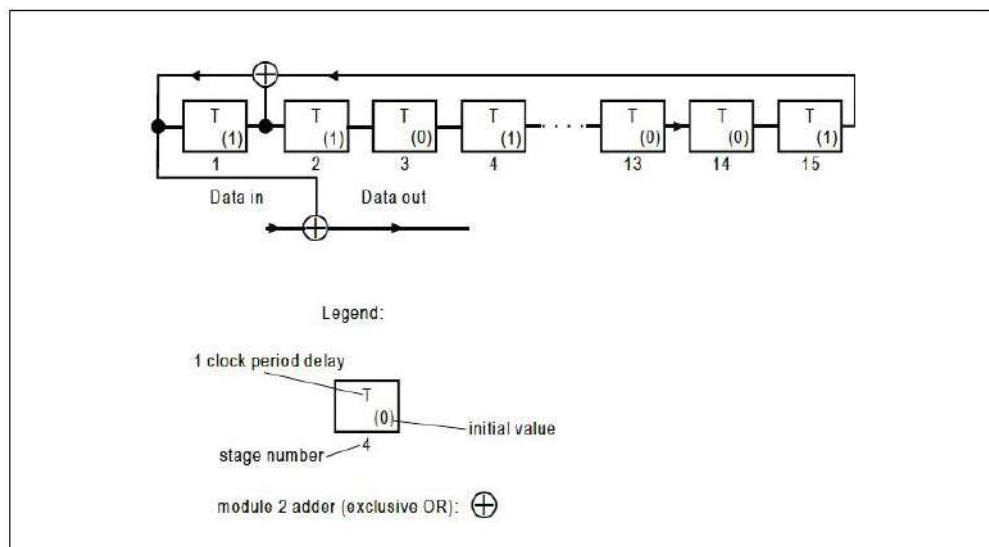 T T T T T T T
(1) (1) (0) (1) (0) (0) (1)
1 2 3 4 13 14 15
Data in Data out
Legend:
1 clock period delay
T
(0)
initial value
stage number 4
module 2 adder (exclusive OR):